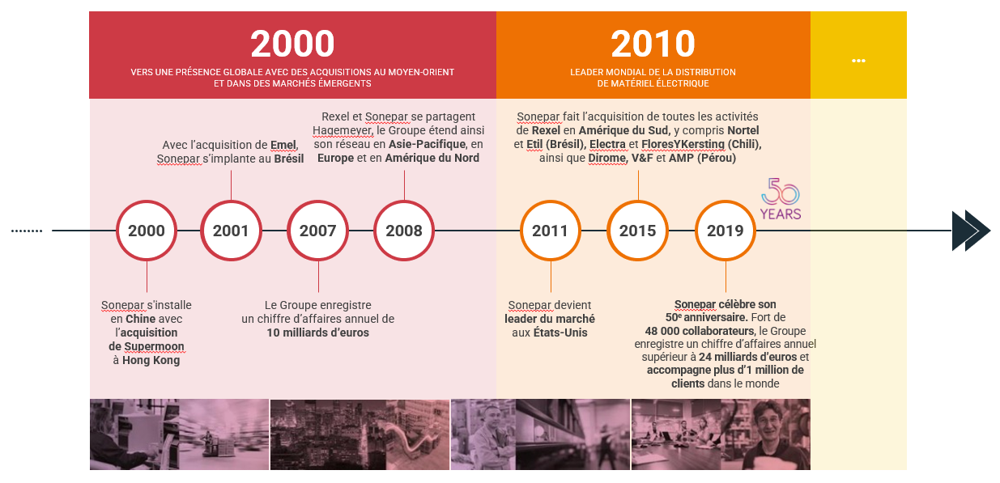 2000
VERS UNE PRÉSENCE GLOBALE AVEC DES ACQUISITIONS AU MOYEN-ORIENT
ET DANS DES MARCHÉS ÉMERGENTS
2010
LEADER MONDIAL DE LA DISTRIBUTION
DE MATÉRIEL ÉLECTRIQUE
...
Avec l’acquisition de Emel,
Sonepar s’implante au Brésil
Rexel et Sonepar se partagent
Hagemeyer, le Groupe étend ainsi
son réseau en Asie-Pacifique, en
Europe et en Amérique du Nord
Sonepar fait l’acquisition de toutes les activités
de Rexel en Amérique du Sud, y compris Nortel
et Etil (Brésil), Electra et FloresYKersting (Chili),
ainsi que Dirome, V&F et AMP (Pérou)
50
YEARS
2000
2001
2007
2008
2011
2015
2019
Sonepar s'installe
en Chine avec
l’acquisition
de Supermoon
à Hong Kong
Le Groupe enregistre
un chiffre d’affaires annuel de
10 milliards d’euros
Sonepar devient
leader du marché
aux États-Unis
Sonepar célèbre son
50e anniversaire. Fort de
48 000 collaborateurs, le Groupe
enregistre un chiffre d’affaires annuel
supérieur à 24 milliards d’euros et
accompagne plus d’1 million de
clients dans le monde